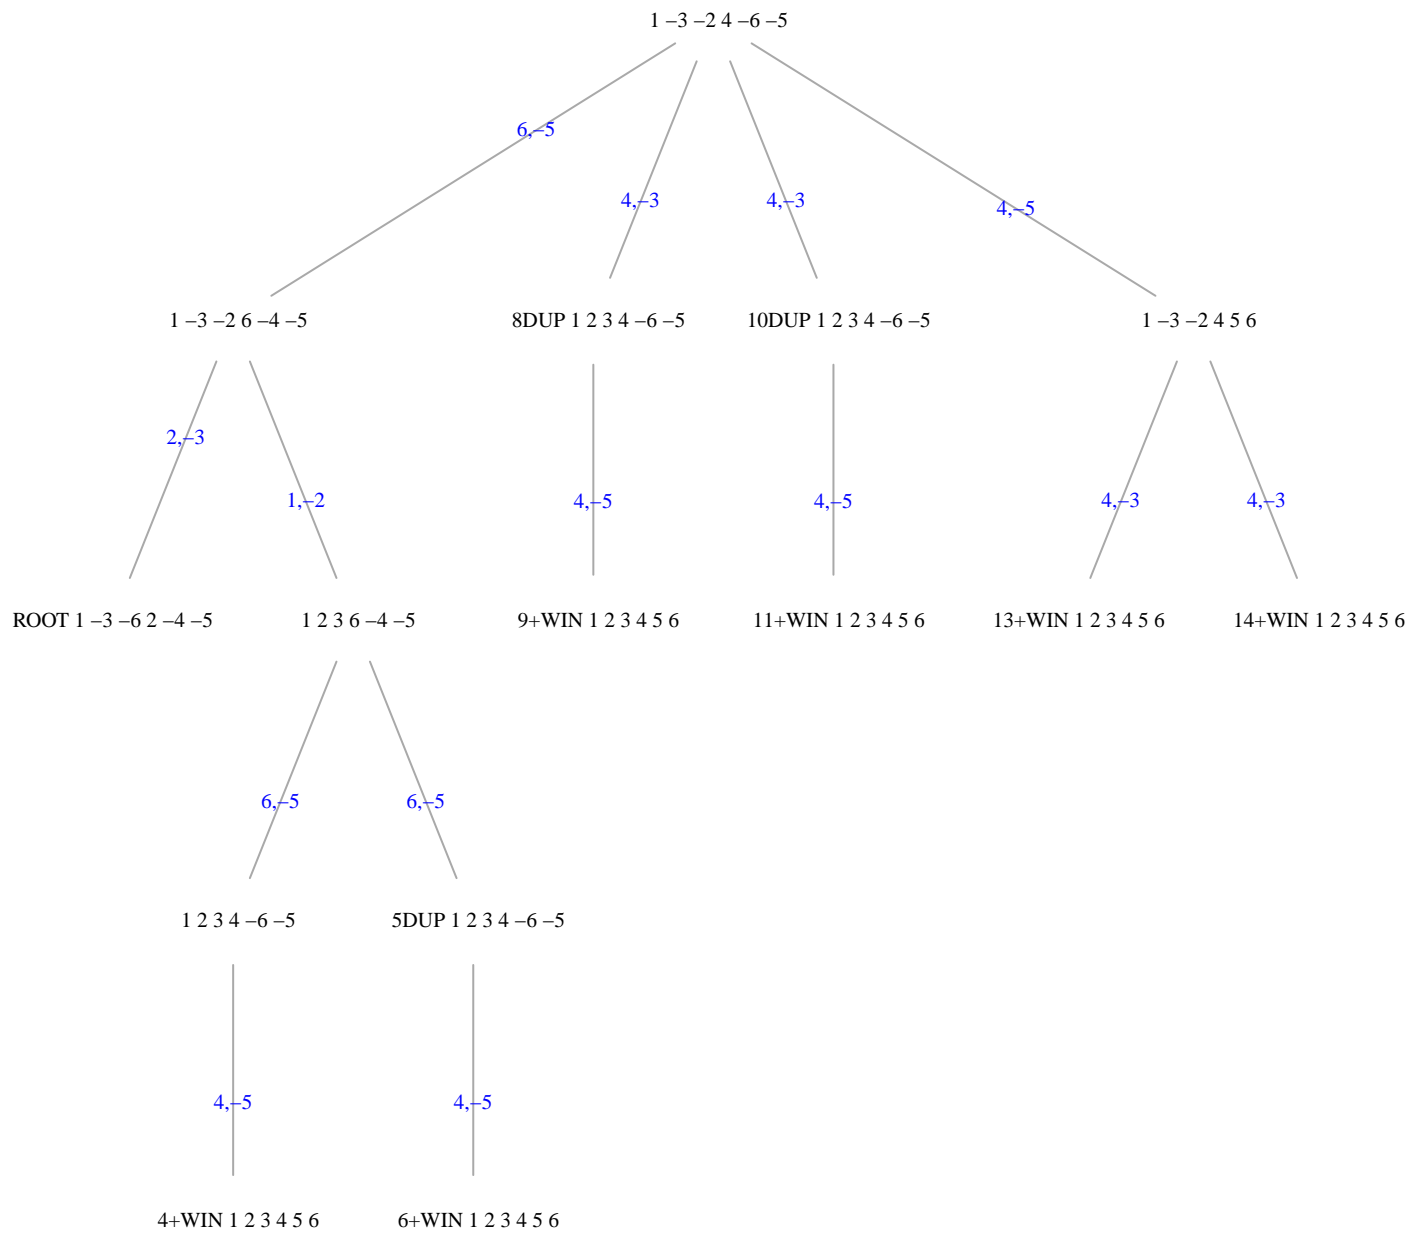 1 –3 –2 4 –6 –5
6,–5
4,–3
4,–3
4,–5
1 –3 –2 6 –4 –5
8DUP 1 2 3 4 –6 –5
10DUP 1 2 3 4 –6 –5
1 –3 –2 4 5 6
2,–3
1,–2
4,–5
4,–5
4,–3
4,–3
ROOT 1 –3 –6 2 –4 –5
1 2 3 6 –4 –5
9+WIN 1 2 3 4 5 6
11+WIN 1 2 3 4 5 6
13+WIN 1 2 3 4 5 6
14+WIN 1 2 3 4 5 6
6,–5
6,–5
1 2 3 4 –6 –5
5DUP 1 2 3 4 –6 –5
4,–5
4,–5
4+WIN 1 2 3 4 5 6
6+WIN 1 2 3 4 5 6